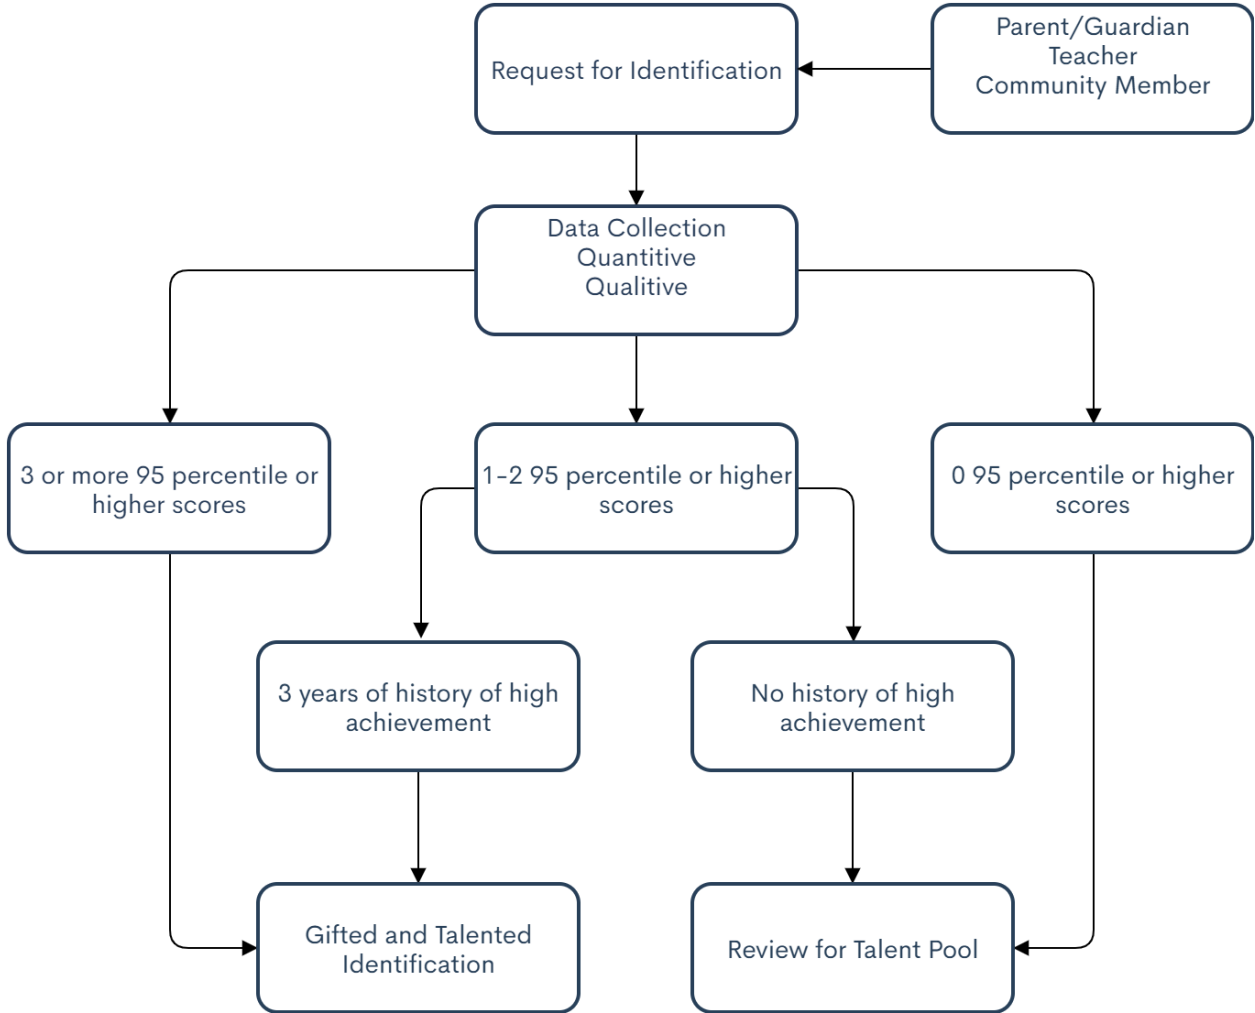 Request for Identification
Parent/Guardian
Teacher
Community Member
Data Collection
Quantitive
Qualitive
3 or more 95 percentile or
higher scores
1-2 95 percentile or higher
scores
0 95 percentile or higher
scores
3 years of history of high
achievement
No history of high
achievement
Gifted and Talented
Identification
Review for Talent Pool